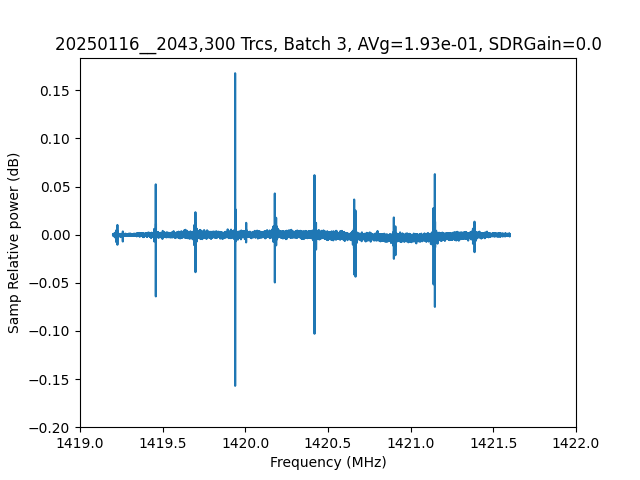 20250116__2043,300 Trcs, Batch 3, AVg=1.93e-01, SDRGain=0.0
Samp Relative power (dB)
0.15
0.10
0.05
0.00
−0.05
−0.10
−0.15
−0.20
1419.0 1419.5 1420.0 1420.5 1421.0 1421.5 1422.0
Frequency (MHz)